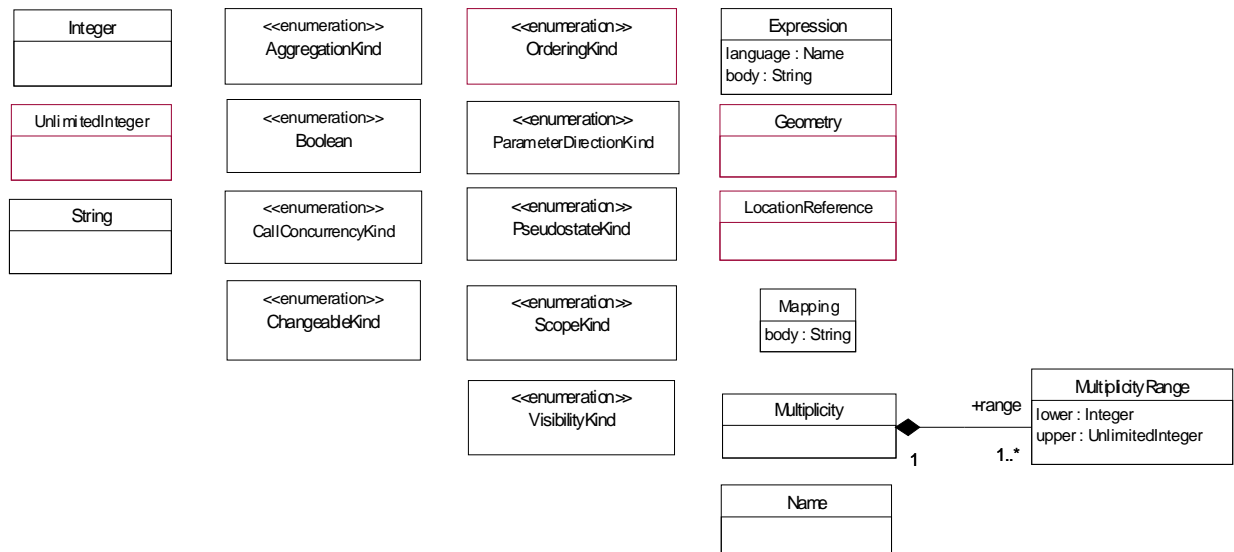 Integer
UnlimitedInteger
String
<<enumeration>>
AggregationKind
<<enumeration>>
Boolean
<<enumeration>>
CallConcurrencyKind
<<enumeration>>
ChangeableKind
<<enumeration>>
OrderingKind
<<enumeration>>
ParameterDirectionKind
<<enumeration>>
PseudostateKind
<<enumeration>>
ScopeKind
<<enumeration>>
VisibilityKind
Expression
language : Name
body : String
Geometry
LocationReference
Mapping
body : String
Multiplicity
1
+range
1..*
MultiplicityRange
lower : Integer
upper : UnlimitedInteger
Name